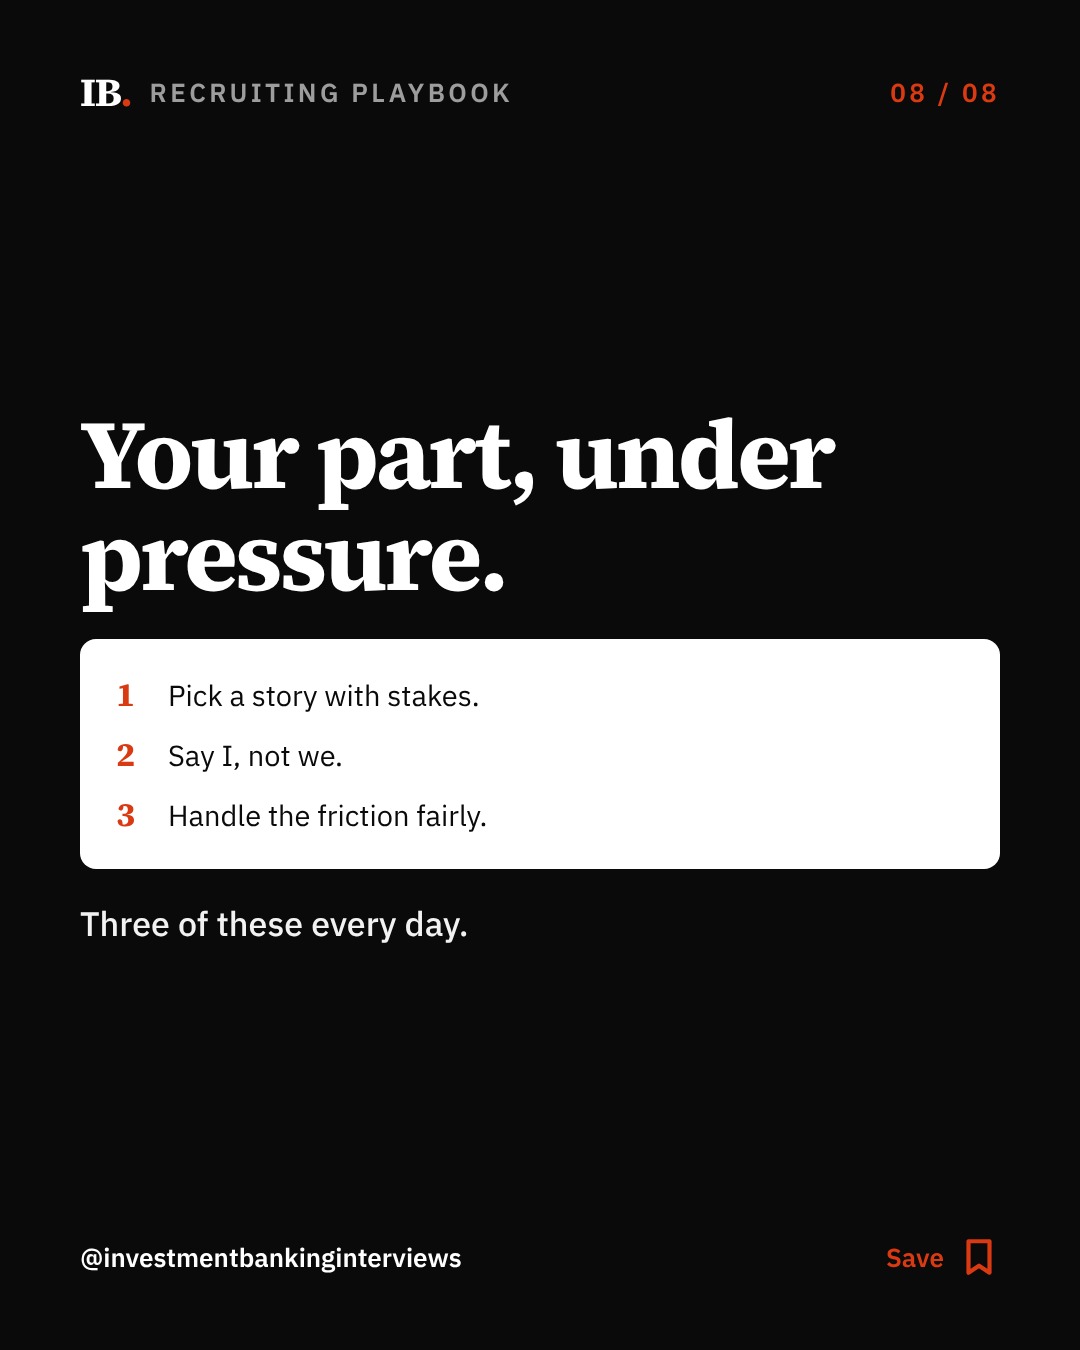 IB. RECRUITING PLAYBOOK 08 / 08
Your part, under
pressure.
1 Pick a story with stakes.
2 Say I, not we.
3 Handle the friction fairly.
Three of these every day.
@investmentbankinginterviews Save